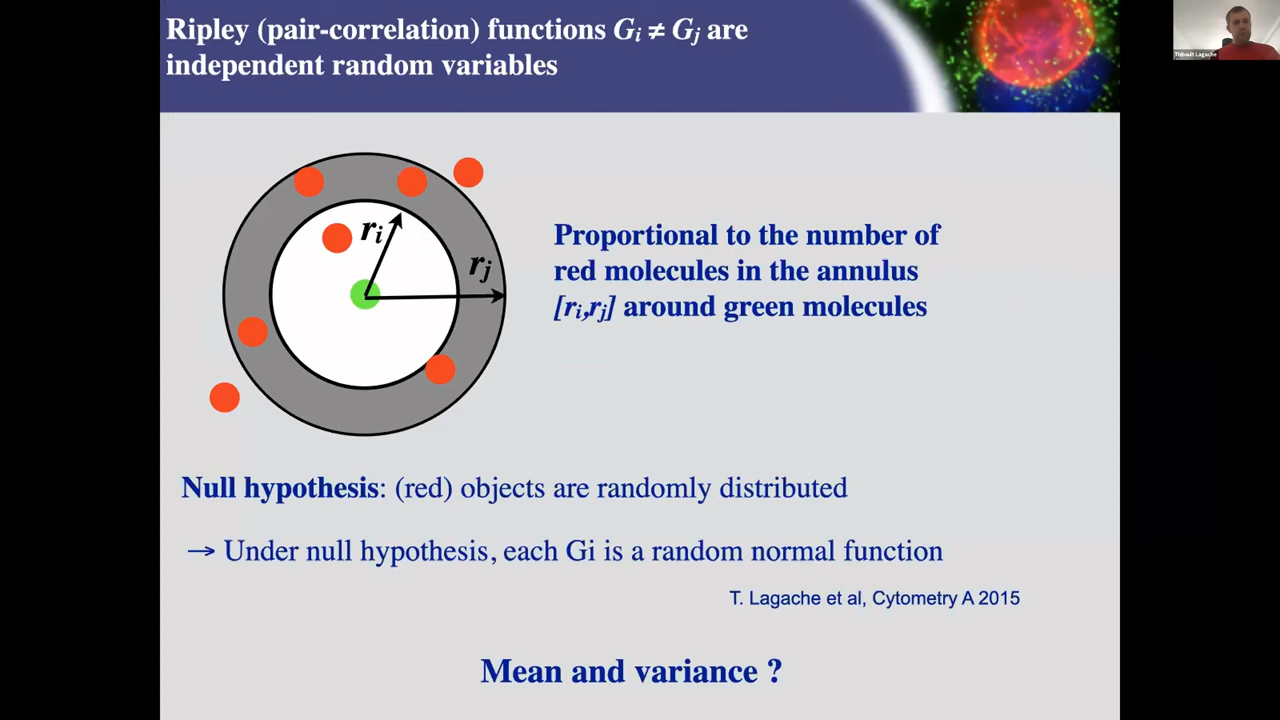 Ripley (pair-correlation) functions Gi ≠ Gj are
independent random variables
Thibault Lagache
ri
rj
Proportional to the number of
red molecules in the annulus
[ri,rj] around green molecules
Null hypothesis: (red) objects are randomly distributed
→ Under null hypothesis, each Gi is a random normal function
T. Lagache et al, Cytometry A 2015
Mean and variance ?